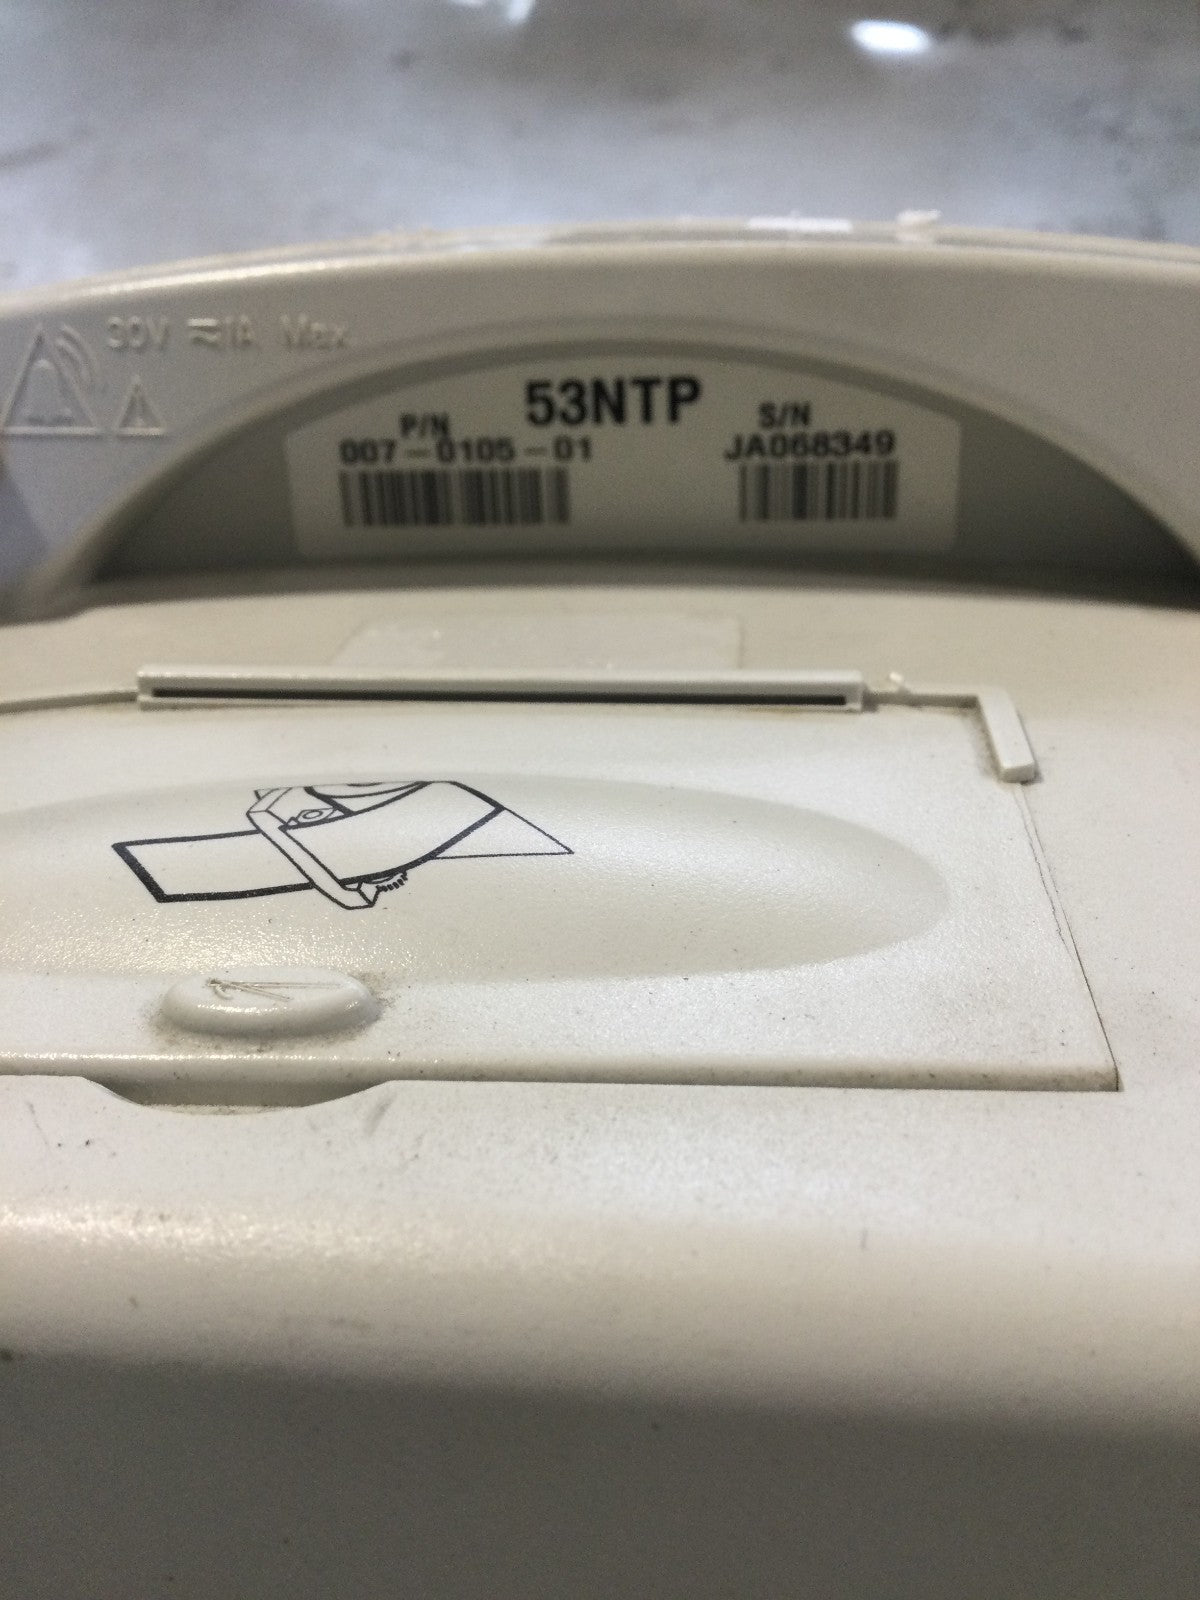 30V 1A Max
53NTP
P/N S/N
007-0105-01 JA068349